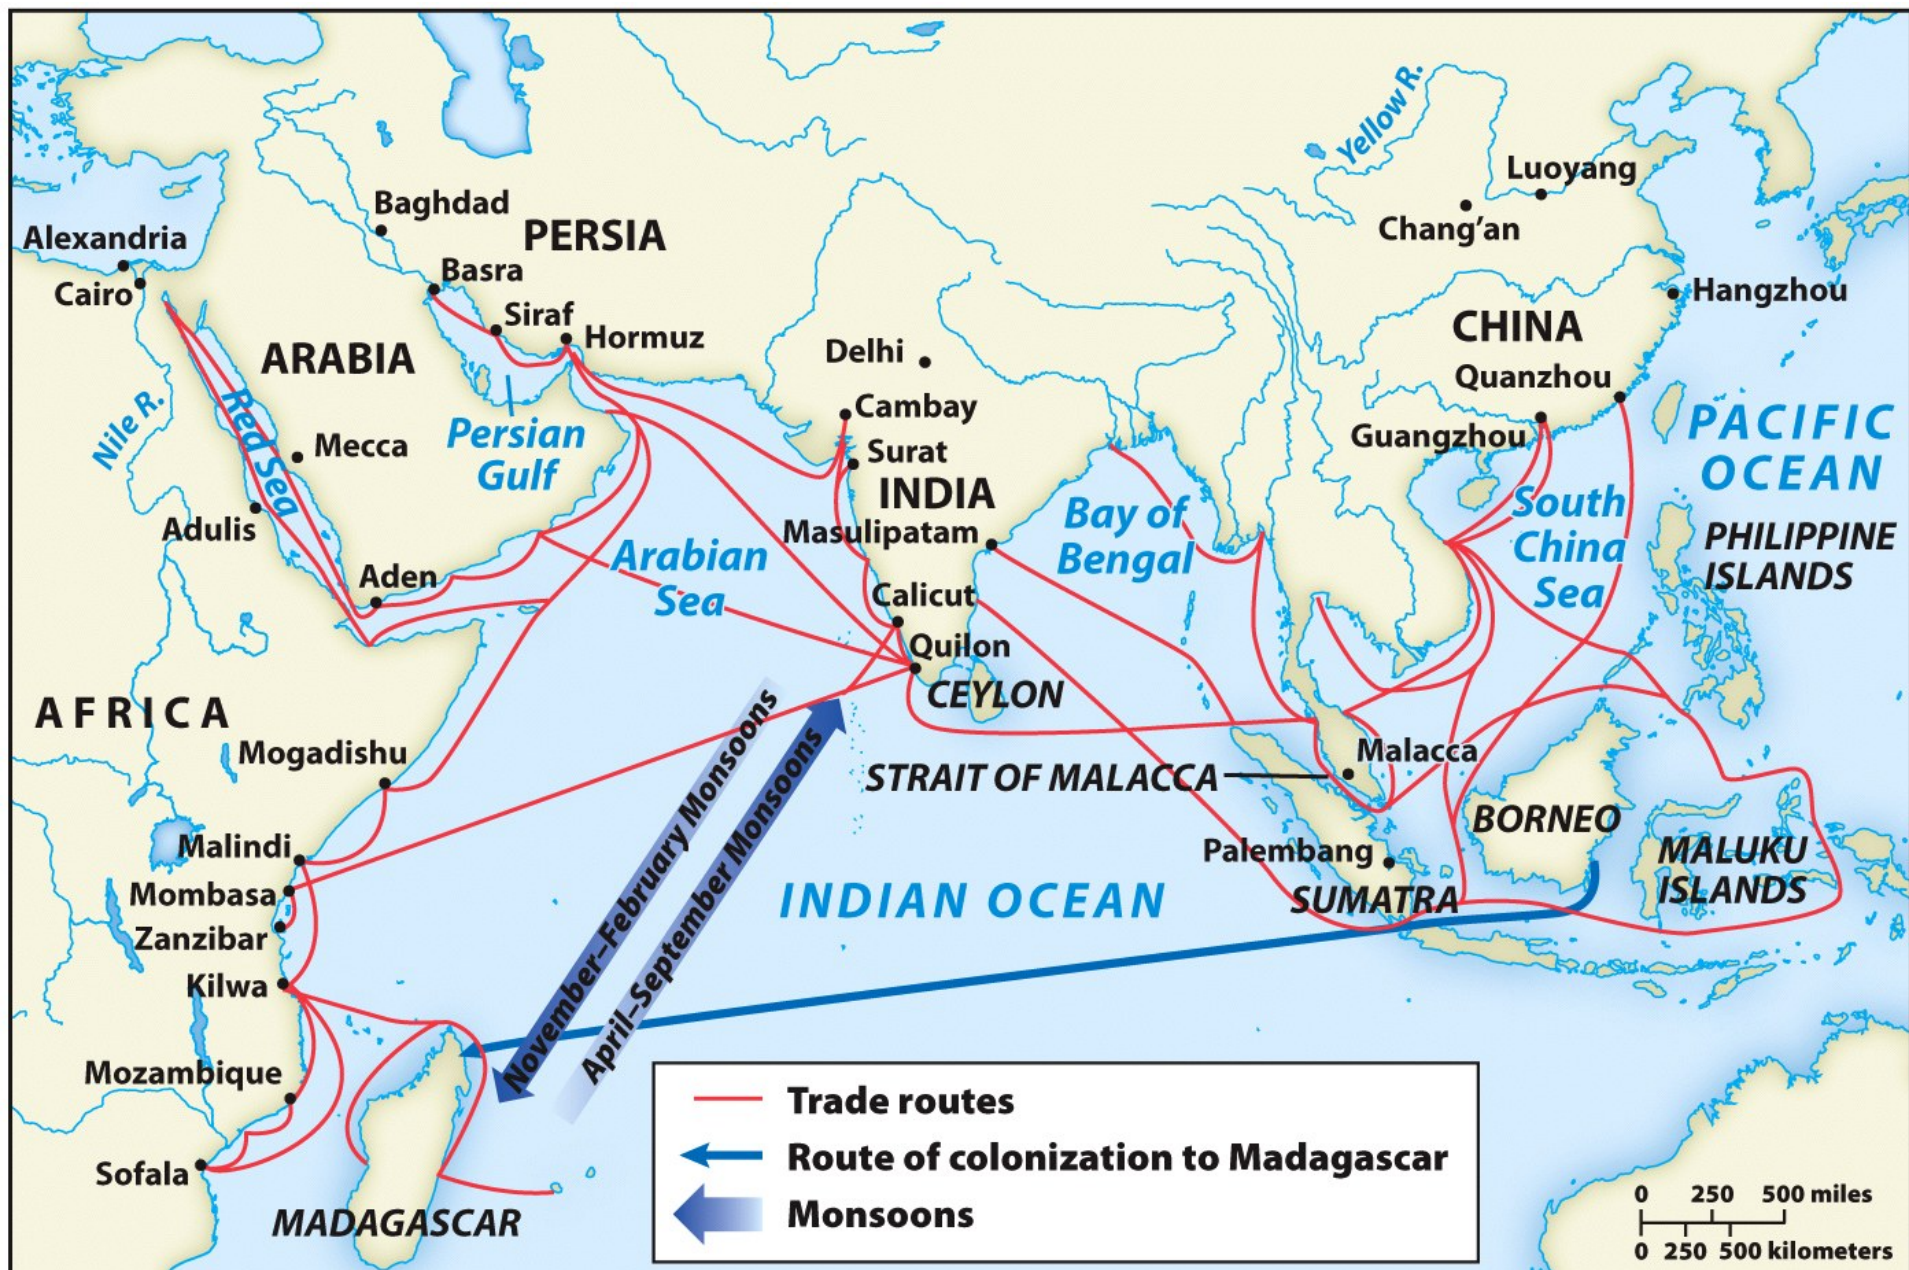 Yellow R.
Luoyang
Chang'an
Baghdad
PERSIA
Alexandria
Cairo
Basra
Siraf
Hormuz
Hangzhou
CHINA
ARABIA
Delhi
Quanzhou
Cambay
Guangzhou
PACIFIC
OCEAN
Nile R.
Red Sea
Mecca
Persian
Gulf
Surat
INDIA
Masulipatam
Bay of
Bengal
South
China
Sea
PHILIPPINE
ISLANDS
Adulis
Aden
Arabian
Sea
Calicut
Quilon
CEYLON
AFRICA
Mogadishu
STRAIT OF MALACCA
Malacca
BORNEO
Malindi
Mombasa
Zanzibar
Kilwa
November–February Monsoons
April–September Monsoons
INDIAN OCEAN
Palembang
SUMATRA
MALUKU
ISLANDS
Mozambique
Sofala
MADAGASCAR
Trade routes
Route of colonization to Madagascar
Monsoons
0 250 500 miles
0 250 500 kilometers